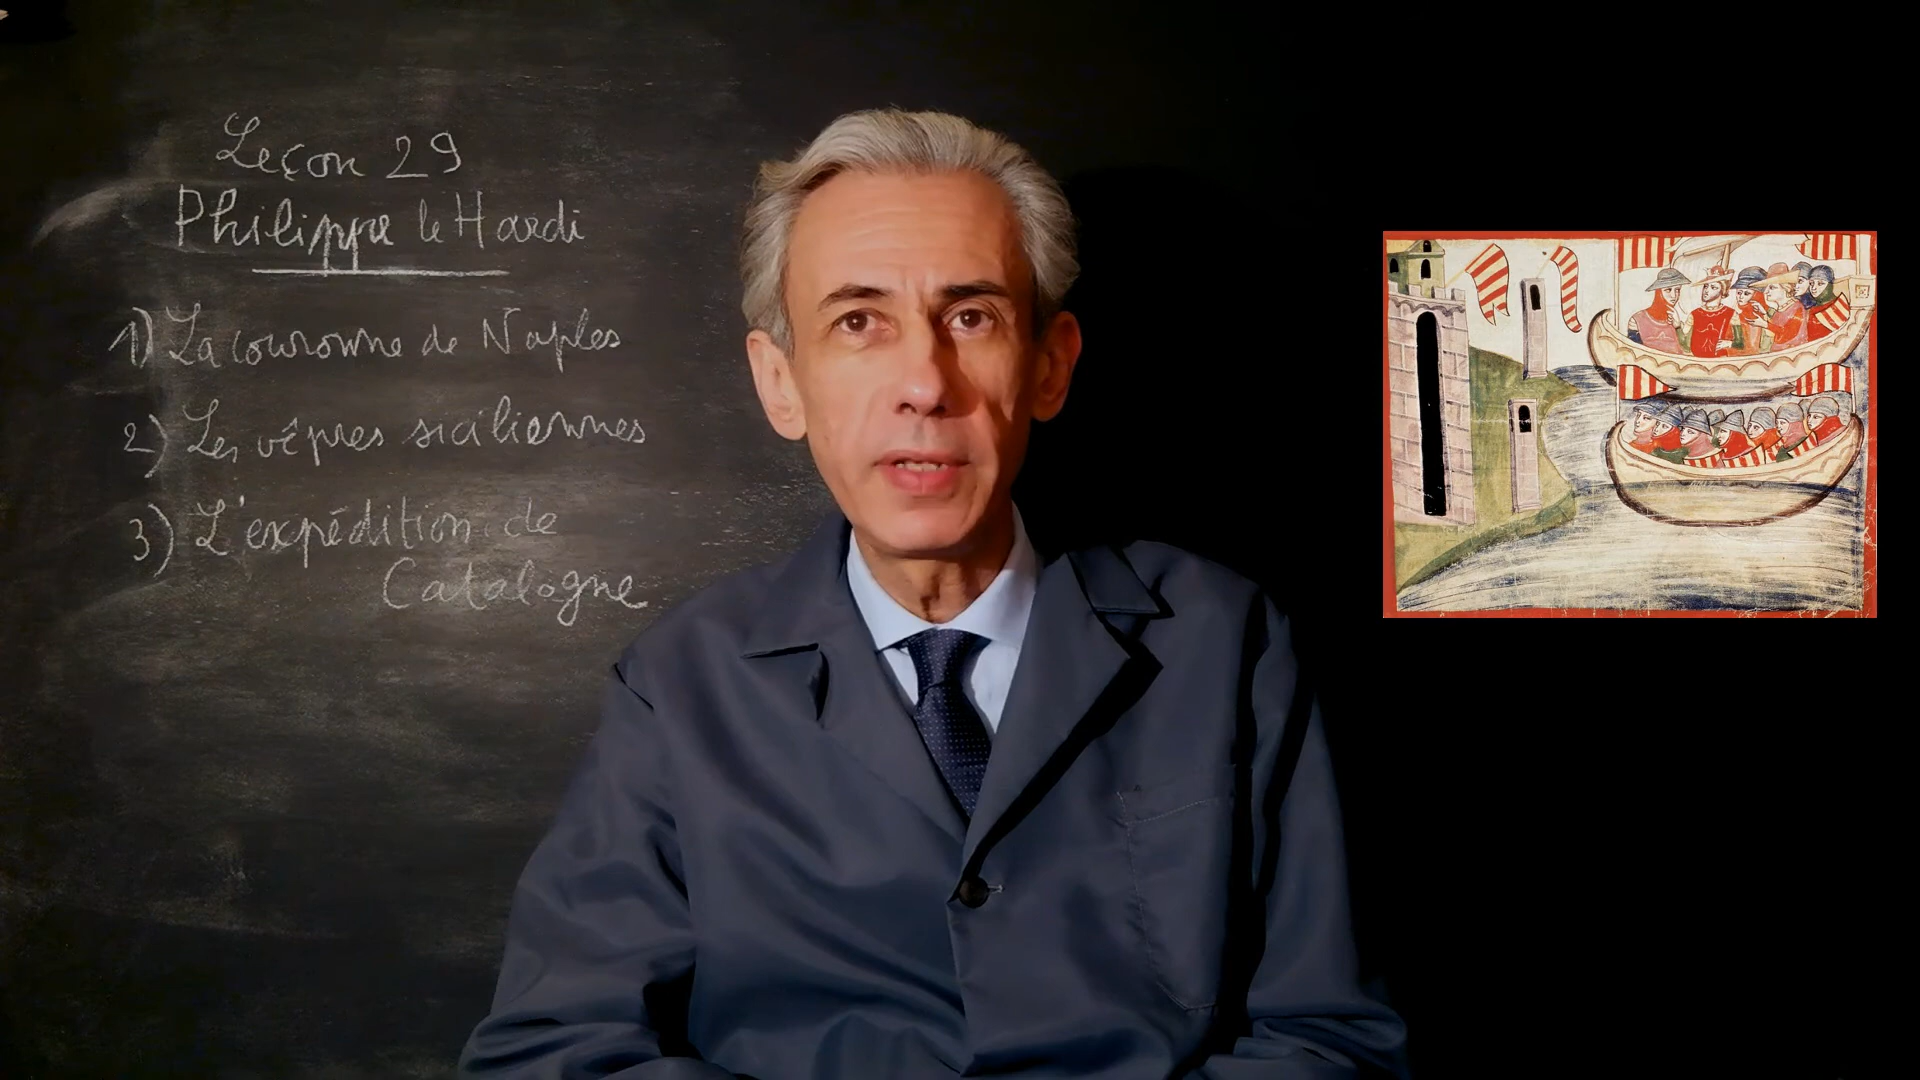 Leçon 29
Philippe le Hardi
1) La couronne de Naples
2) Les vêpres siciliennes
3) L'expédition de
Catalogne